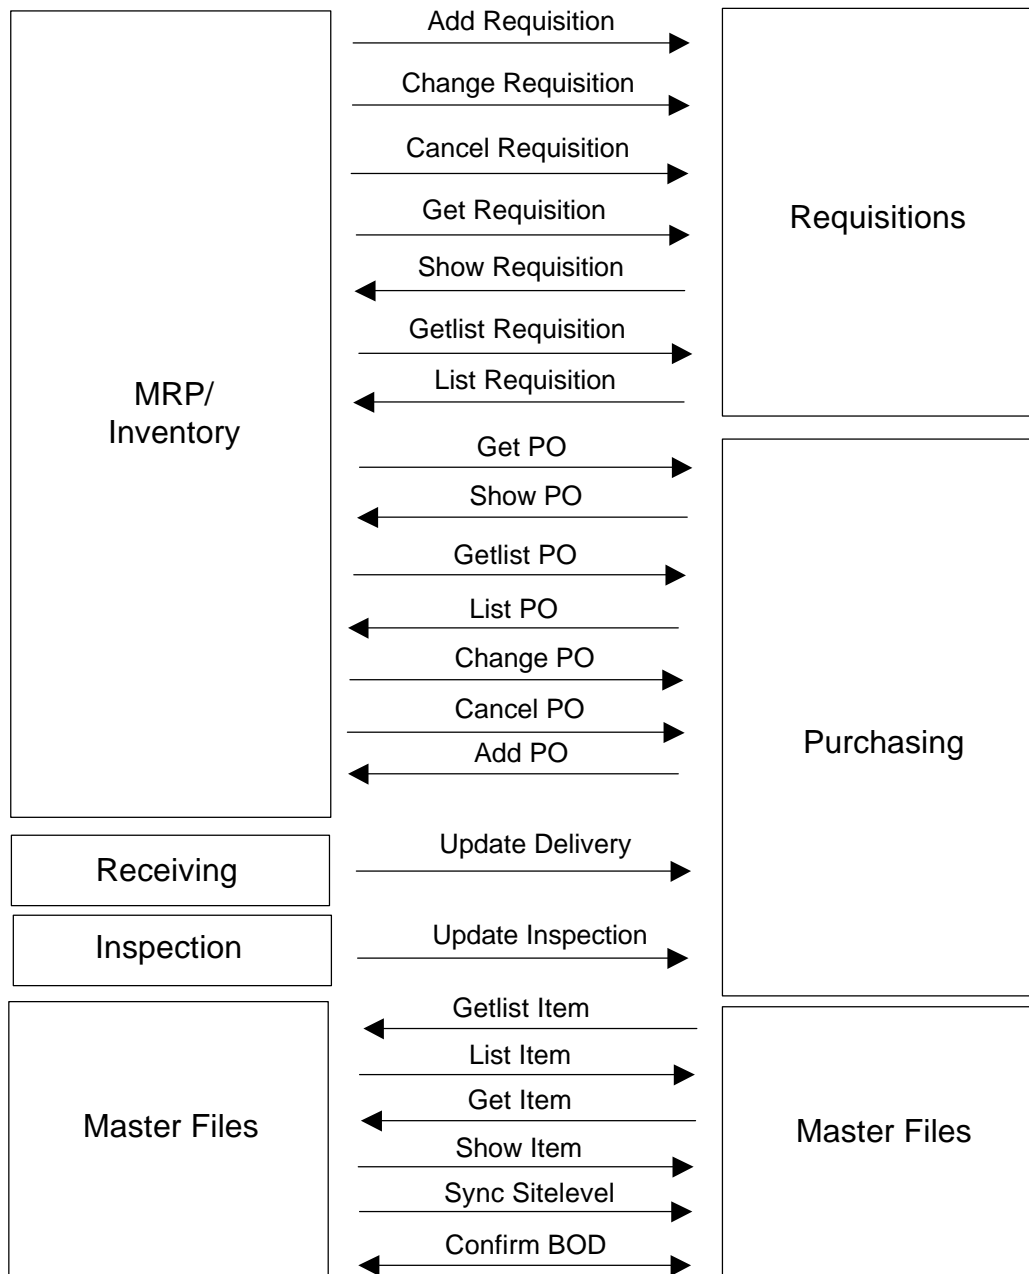 Add Requisition
Change Requisition
Cancel Requisition
Get Requisition
Requisitions
Show Requisition
Getlist Requisition
List Requisition
MRP/
Inventory
Get PO
Show PO
Getlist PO
List PO
Change PO
Cancel PO
Purchasing
Add PO
Update Delivery
Receiving
Update Inspection
Inspection
Getlist Item
List Item
Get Item
Master Files
Master Files
Show Item
Sync Sitelevel
Confirm BOD